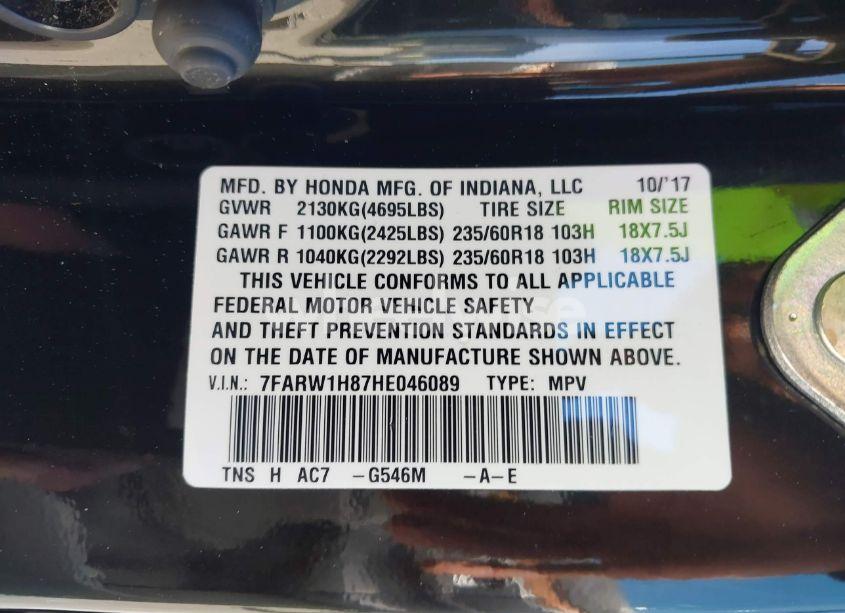 MFD. BY HONDA MFG. OF INDIANA, LLC 10/'17
GVWR 2130KG(4695LBS) TIRE SIZE RIM SIZE
GAWR F 1100KG(2425LBS) 235/60R18 103H 18X7.5J
GAWR R 1040KG(2292LBS) 235/60R18 103H 18X7.5J
THIS VEHICLE CONFORMS TO ALL APPLICABLE
FEDERAL MOTOR VEHICLE SAFETY
AND THEFT PREVENTION STANDARDS IN EFFECT
ON THE DATE OF MANUFACTURE SHOWN ABOVE.
V.I.N.: 7FARW1H87HE046089 TYPE: MPV
TNS H AC7 -G546M -A-E